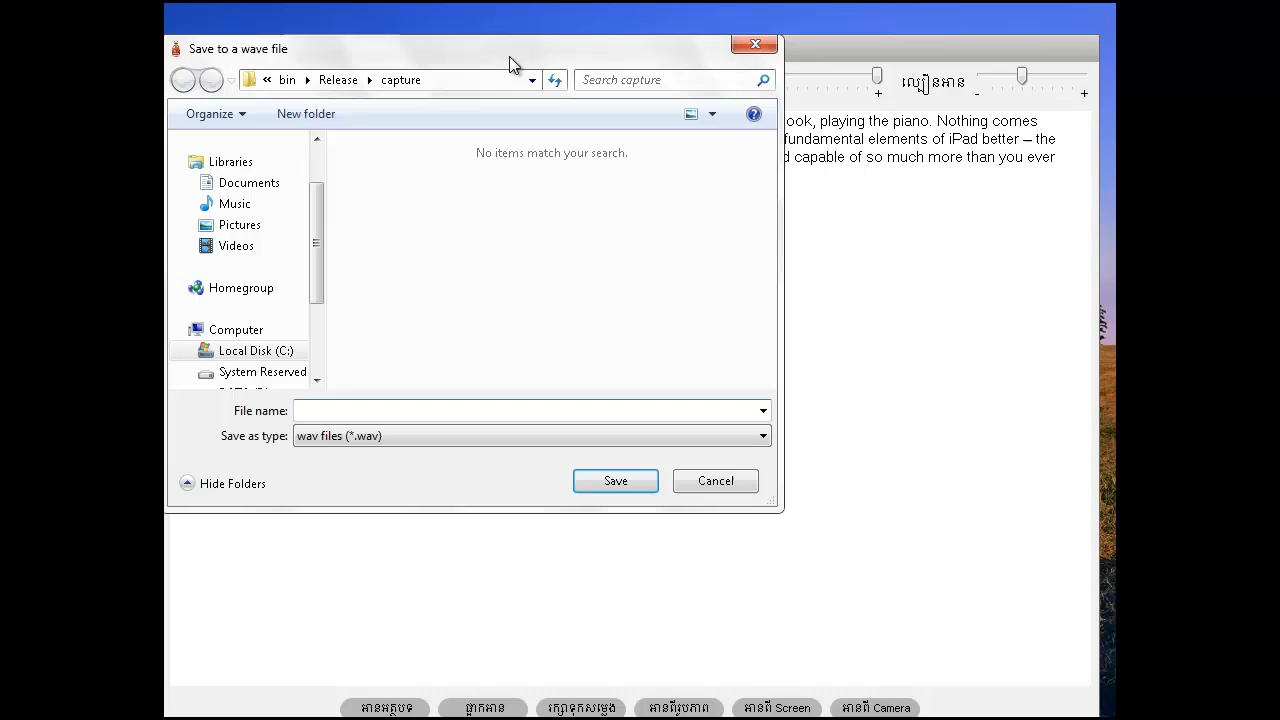 Save to a wave file
« bin Release capture
Search capture
ល្បឿនអាន
- +
+
Organize
New folder
ook, playing the piano. Nothing comes
fundamental elements of iPad better – the
d capable of so much more than you ever
No items match your search.
Libraries
Documents
Music
Pictures
Videos
Homegroup
Computer
Local Disk (C:)
System Reserved
File name:
Save as type: wav files (*.wav)
Hide Folders
Save
Cancel
អានពី Screen
អានពី Camera